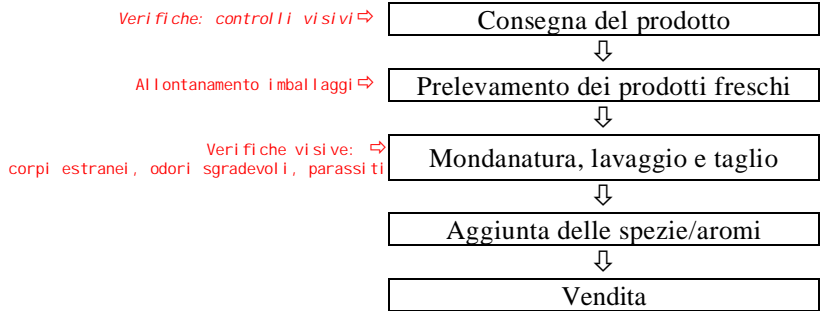 Verifiche: controlli visivi⇨
Consegna del prodotto
⇩
Allontanamento imballaggi⇨
Prelevamento dei prodotti freschi
⇩
Verifiche visive: ⇨
corpi estranei, odori sgradevoli, parassiti
Mondanatura, lavaggio e taglio
⇩
Aggiunta delle spezie/aromi
⇩
Vendita